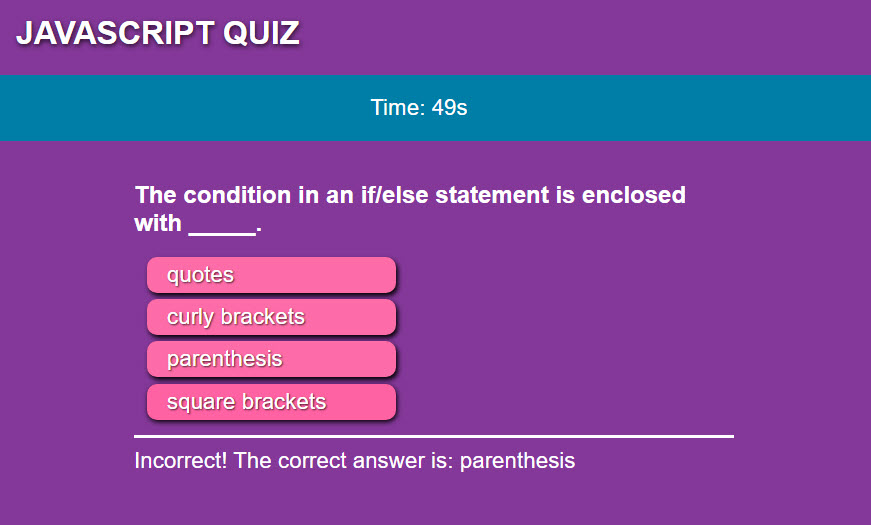 JAVASCRIPT QUIZ
Time: 49s
The condition in an if/else statement is enclosed
with _____.
quotes
curly brackets
parenthesis
square brackets
Incorrect! The correct answer is: parenthesis